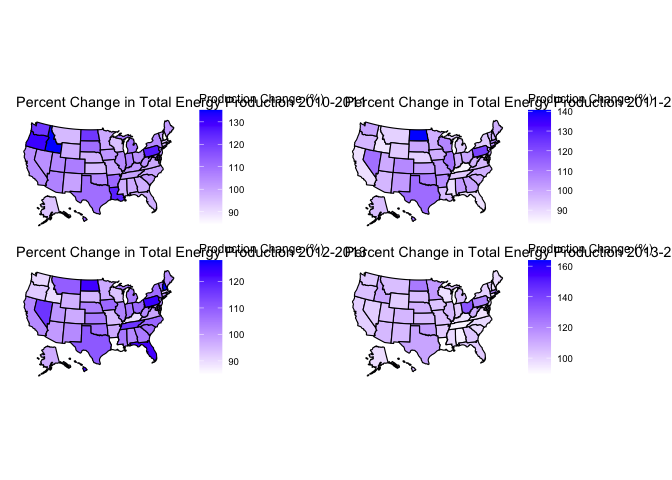 Percent Change in Total Energy Production 2010-2011
Production Change (%)
130
120
110
100
90
Percent Change in Total Energy Production 2011-2
Production Change (%)
140
130
120
110
100
90
Percent Change in Total Energy Production 2012-2013
Production Change (%)
120
110
100
90
Percent Change in Total Energy Production 2013-2
Production Change (%)
160
140
120
100